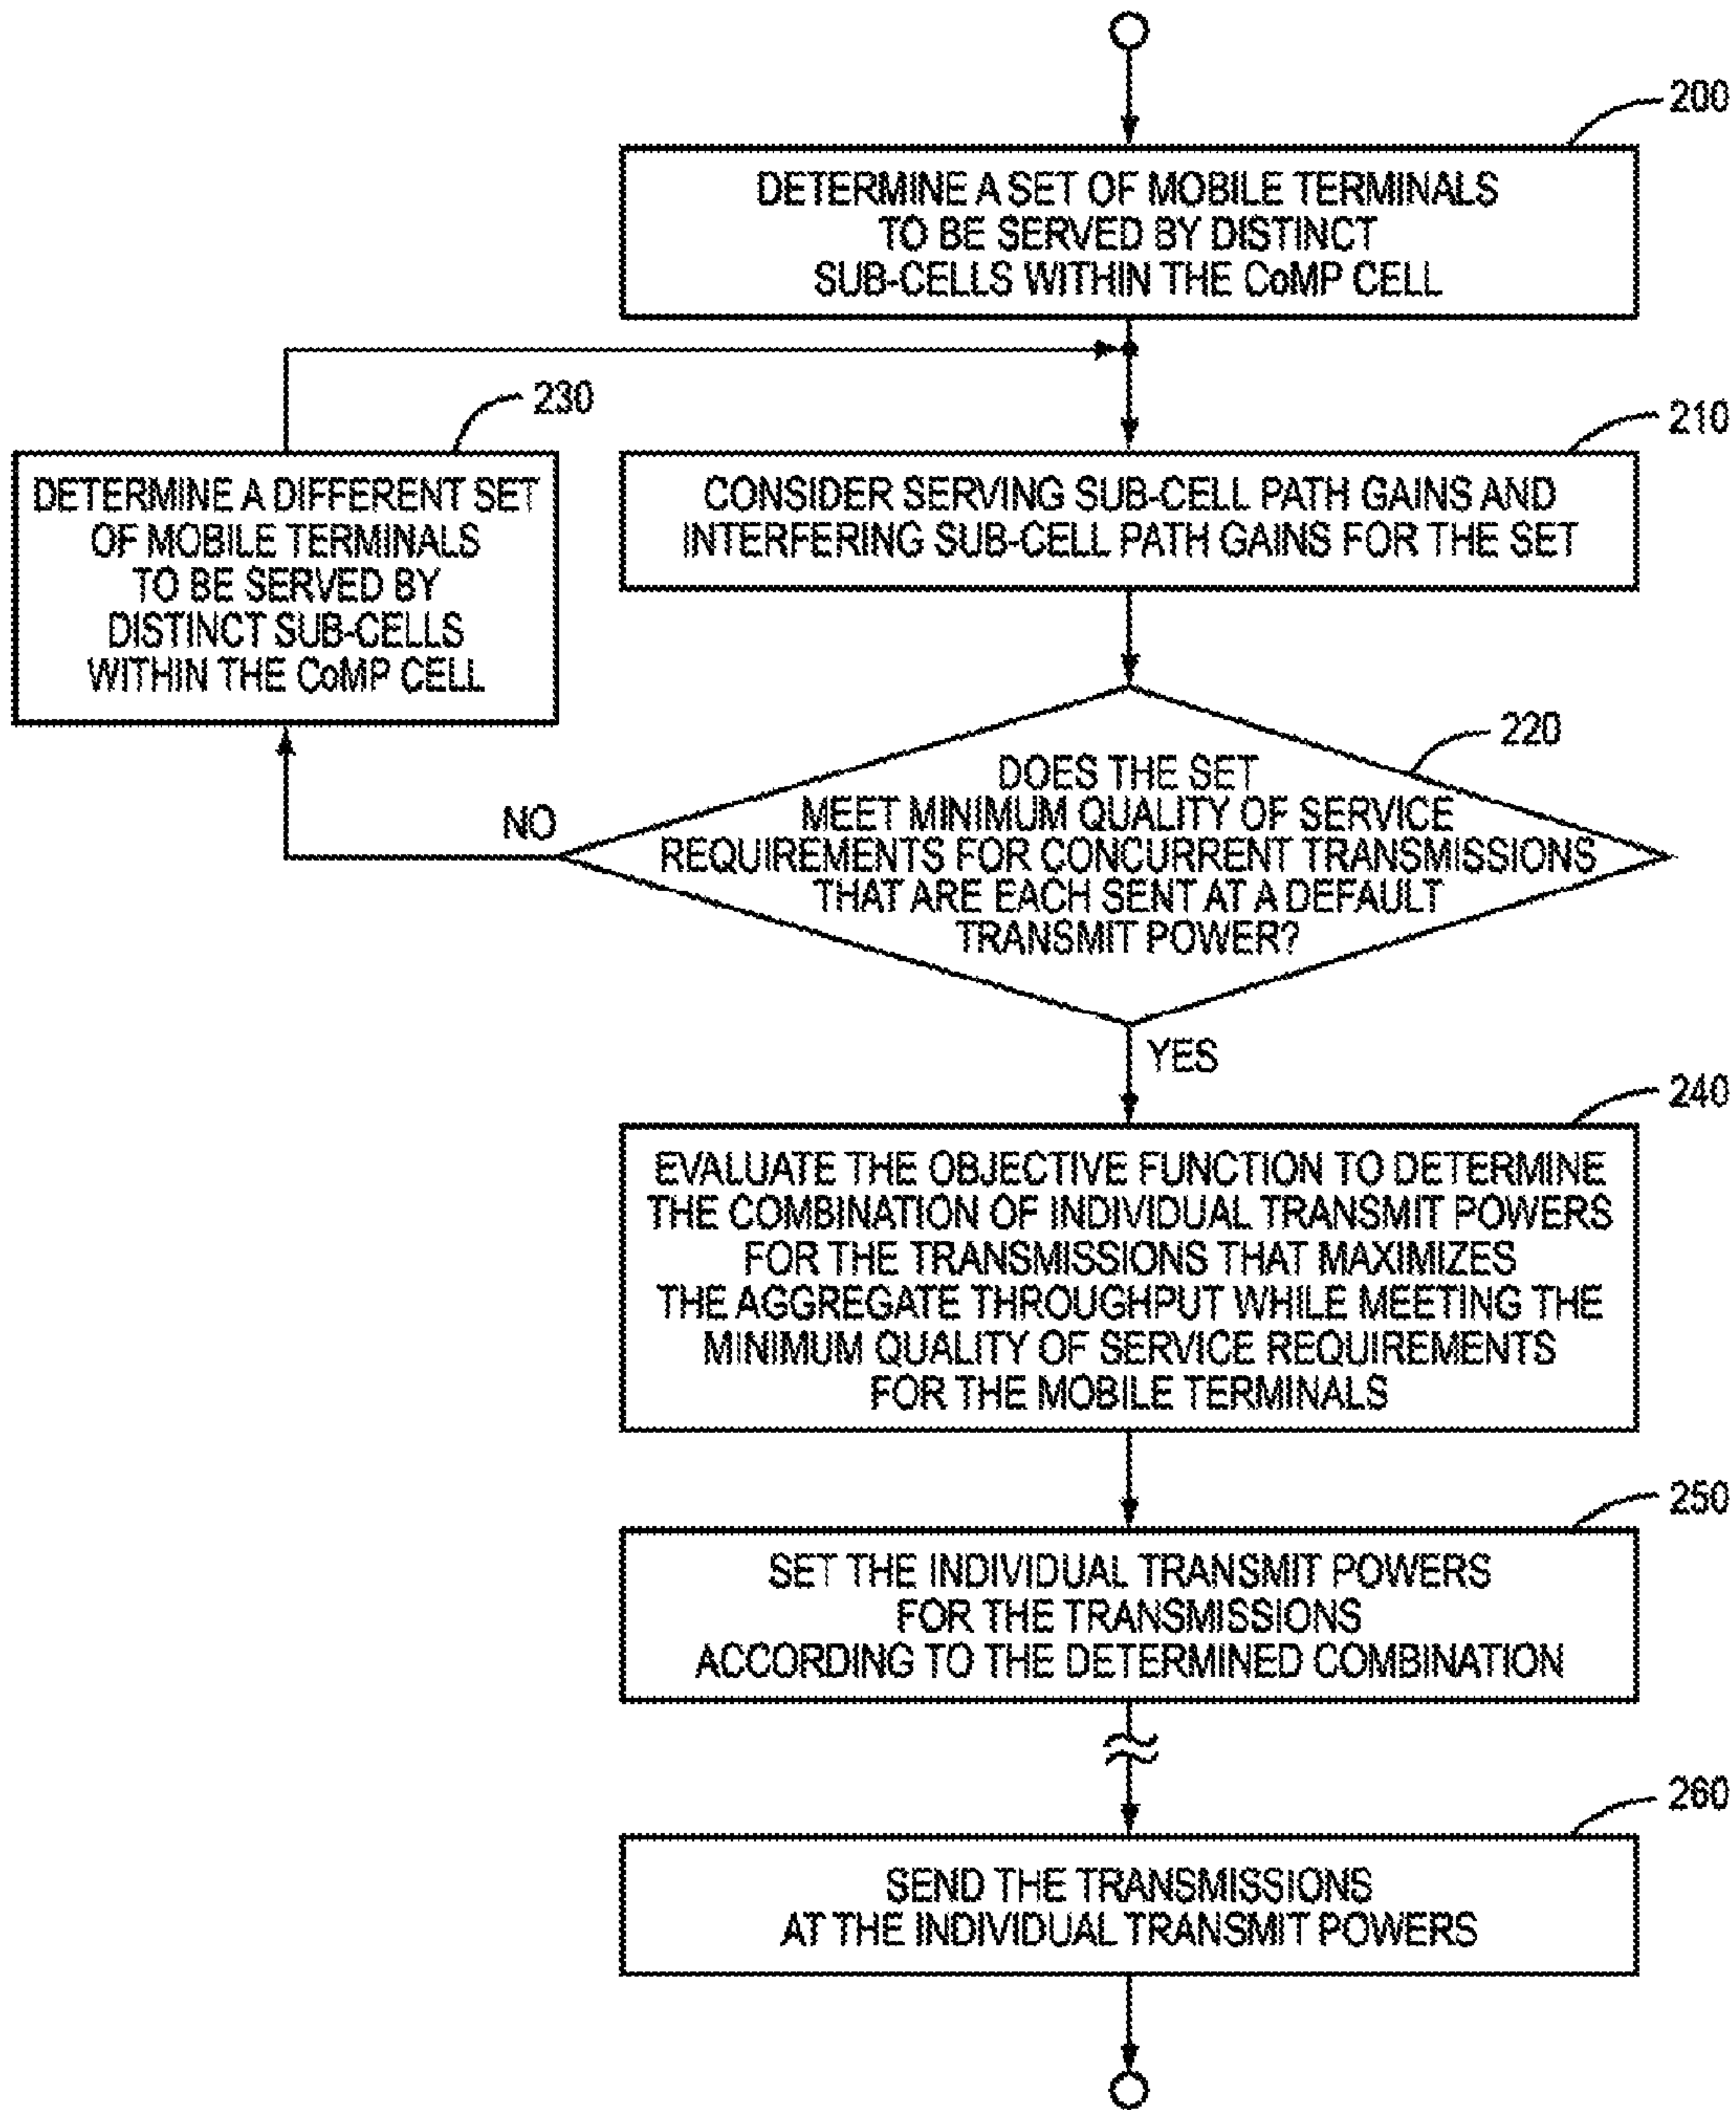 200
DETERMINE A SET OF MOBILE TERMINALS
TO BE SERVED BY DISTINCT
SUB-CELLS WITHIN THE CoMP CELL
230
DETERMINE A DIFFERENT SET
OF MOBILE TERMINALS
TO BE SERVED BY
DISTINCT SUB-CELLS
WITHIN THE CoMP CELL
210
CONSIDER SERVING SUB-CELL PATH GAINS AND
INTERFERING SUB-CELL PATH GAINS FOR THE SET
220
DOES THE SET
MEET MINIMUM QUALITY OF SERVICE
REQUIREMENTS FOR CONCURRENT TRANSMISSIONS
THAT ARE EACH SENT AT A DEFAULT
TRANSMIT POWER?
NO
YES
240
EVALUATE THE OBJECTIVE FUNCTION TO DETERMINE
THE COMBINATION OF INDIVIDUAL TRANSMIT POWERS
FOR THE TRANSMISSIONS THAT MAXIMIZES
THE AGGREGATE THROUGHPUT WHILE MEETING THE
MINIMUM QUALITY OF SERVICE REQUIREMENTS
FOR THE MOBILE TERMINALS
250
SET THE INDIVIDUAL TRANSMIT POWERS
FOR THE TRANSMISSIONS
ACCORDING TO THE DETERMINED COMBINATION
260
SEND THE TRANSMISSIONS
AT THE INDIVIDUAL TRANSMIT POWERS